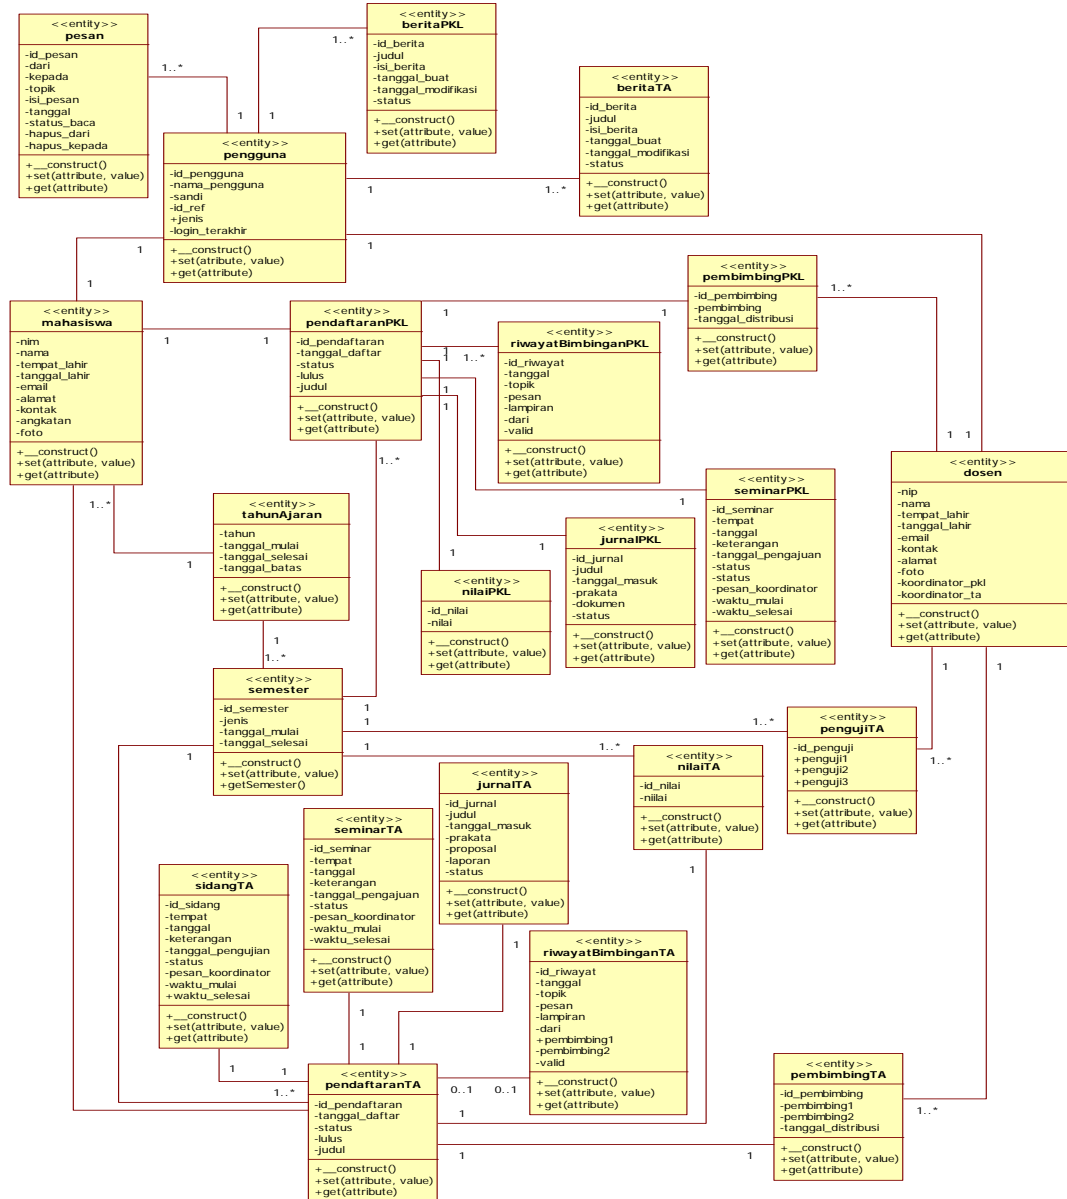 <<entity>>
pesan
-id_pesan
-dari
-kepada
-topik
-isi_pesan
-tanggal
-status_baca
-hapus_dari
-hapus_kepada
+__construct()
+set(attribute, value)
+get(attribute)
1..*
1
<<entity>>
beritaPKL
-id_berita
-judul
-isi_berita
-tanggal_buat
-tanggal_modifikasi
-status
+__construct()
+set(attribute, value)
+get(attribute)
1..*
1
<<entity>>
beritaTA
-id_berita
-judul
-isi_berita
-tanggal_buat
-tanggal_modifikasi
-status
+__construct()
+set(attribute, value)
+get(attribute)
1
1..*
<<entity>>
pengguna
-id_pengguna
-nama_pengguna
-sandi
-id_ref
+jenis
-login_terakhir
+__construct()
+set(atribute, value)
+get(atribute)
1
1
1
<<entity>>
pembimbingPKL
-id_pembimbing
-pembimbing
-tanggal_distribusi
+__construct()
+set(attribute, value)
+get(attribute)
1..*
1
1
<<entity>>
mahasiswa
-nim
-nama
-tempat_lahir
-tanggal_lahir
-email
-alamat
-kontak
-angkatan
-foto
+__construct()
+set(attribute, value)
+get(attribute)
1
1
1..*
<<entity>>
pendaftaranPKL
-id_pendaftaran
-tanggal_daftar
-status
-lulus
-judul
+__construct()
+set(attribute, value)
+get(attribute)
1
1
1
1
1..*
1..*
<<entity>>
riwayatBimbinganPKL
-id_riwayat
-tanggal
-topik
-pesan
-lampiran
-dari
-valid
+__construct()
+set(attribute, value)
+get(attribute)
1
1
<<entity>>
dosen
-nip
-nama
-tempat_lahir
-tanggal_lahir
-email
-kontak
-alamat
-foto
-koordinator_pkl
-koordinator_ta
+__construct()
+set(attribute, value)
+get(attribute)
1
1
<<entity>>
seminarPKL
-id_seminar
-tempat
-tanggal
-keterangan
-tanggal_pengajuan
-status
-status
-pesan_koordinator
-waktu_mulai
-waktu_selesai
+__construct()
+set(attribute, value)
+get(attribute)
1
<<entity>>
tahunAjaran
-tahun
-tanggal_mulai
-tanggal_selesai
-tanggal_batas
+__construct()
+set(attribute, value)
+get(attribute)
1
1
1..*
<<entity>>
jurnalPKL
-id_jurnal
-judul
-tanggal_masuk
-prakata
-dokumen
-status
+__construct()
+set(attribute, value)
+get(attribute)
1
<<entity>>
nilaiPKL
-id_nilai
-nilai
+__construct()
+set(attribute, value)
+get(attribute)
1
<<entity>>
semester
-id_semester
-jenis
-tanggal_mulai
-tanggal_selesai
+__construct()
+set(attribute, value)
+getSemester()
1
1
1
1
<<entity>>
pengujiTA
-id_penguji
+penguji1
+penguji2
+penguji3
+__construct()
+set(attribute, value)
+get(attribute)
1..*
1..*
<<entity>>
nilaiTA
-id_nilai
-niilai
+__construct()
+set(attribute, value)
+get(attribute)
1..*
1
<<entity>>
jurnalTA
-id_jurnal
-judul
-tanggal_masuk
-prakata
-proposal
-laporan
-status
+__construct()
+set(attribute, value)
+get(attribute)
1
<<entity>>
seminarTA
-id_seminar
-tempat
-tanggal
-keterangan
-tanggal_pengajuan
-status
-pesan_koordinator
-waktu_mulai
-waktu_selesai
+__construct()
+set(attribute, value)
+get(attribute)
1
<<entity>>
sidangTA
-id_sidang
-tempat
-tanggal
-keterangan
-tanggal_pengujian
-status
-pesan_koordinator
-waktu_mulai
+waktu_selesai
+__construct()
+set(attribute, value)
+get(attribute)
1
<<entity>>
riwayatBimbinganTA
-id_riwayat
-tanggal
-topik
-pesan
-lampiran
-dari
+pembimbing1
-pembimbing2
-valid
+__construct()
+set(attribute, value)
+get(attribute)
0..1
0..1
<<entity>>
pendaftaranTA
-id_pendaftaran
-tanggal_daftar
-status
-lulus
-judul
+__construct()
+set(attribute, value)
+get(attribute)
1
1
1
1..*
1
1
<<entity>>
pembimbingTA
-id_pembimbing
-pembimbing1
-pembimbing2
-tanggal_distribusi
+__construct()
+set(attribute, value)
+get(attribute)
1
1..*